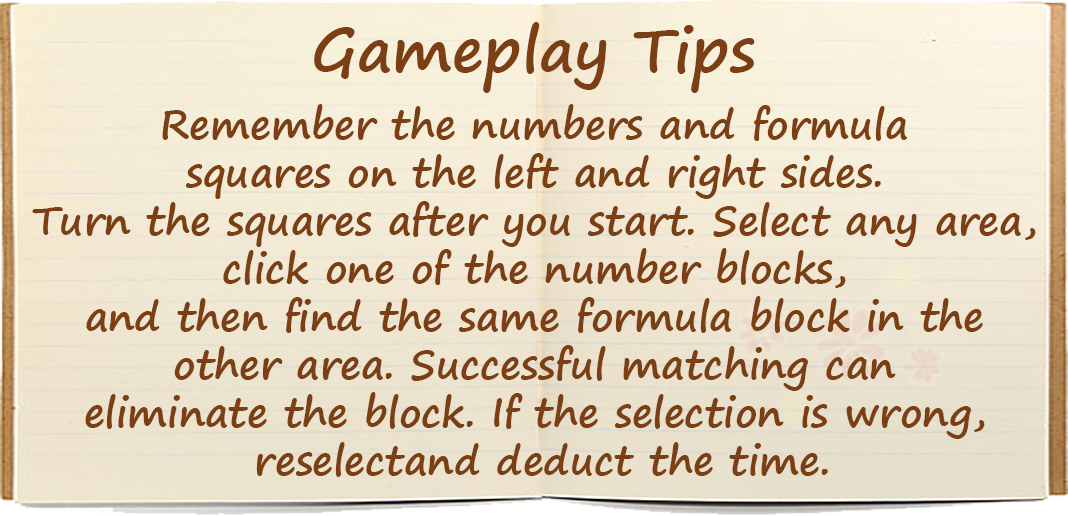 Gameplay Tips
Remember the numbers and formula
squares on the left and right sides.
Turn the squares after you start. Select any area,
click one of the number blocks,
and then find the same formula block in the
other area. Successful matching can
eliminate the block. If the selection is wrong,
reselectand deduct the time.